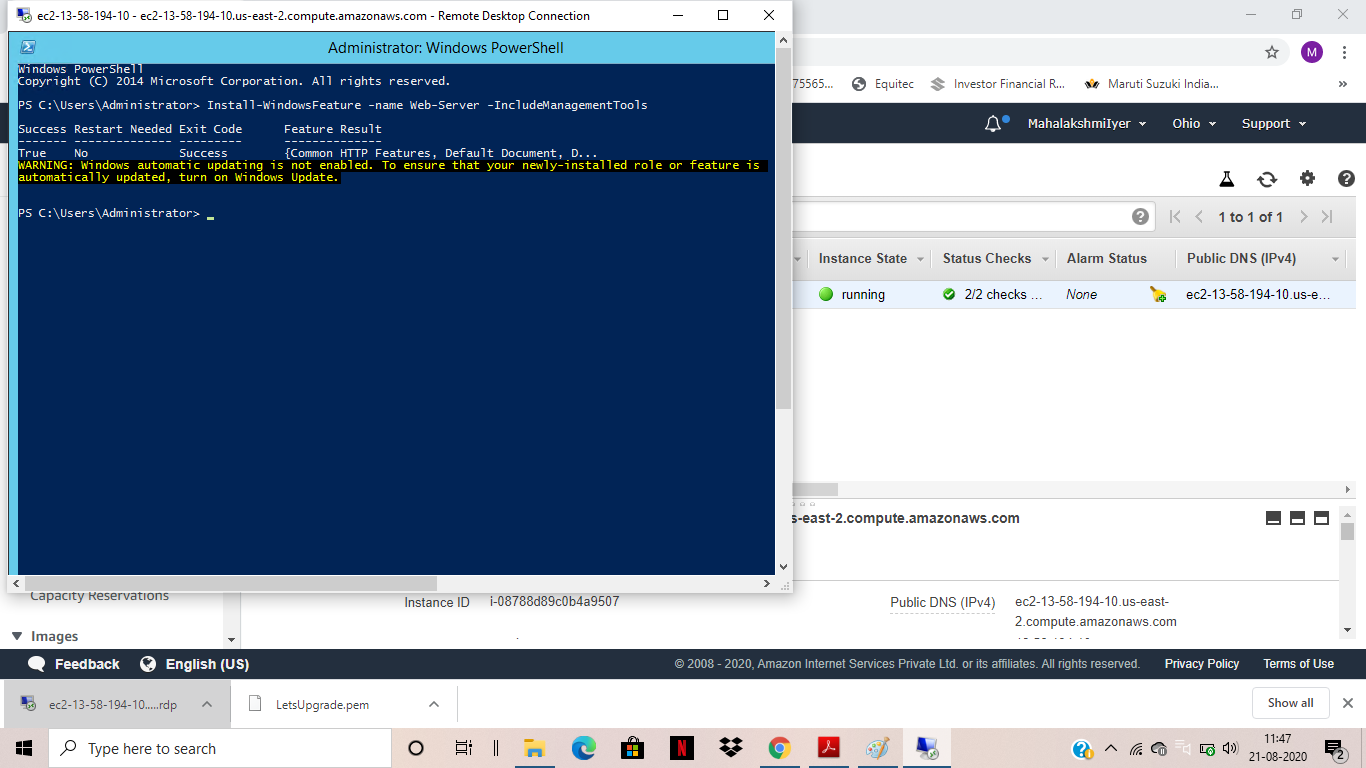 ec2-13-58-194-10 - ec2-13-58-194-10.us-east-2.compute.amazonaws.com - Remote Desktop Connection
Administrator: Windows PowerShell
Windows PowerShell
Copyright (C) 2014 Microsoft Corporation. All rights reserved.
PS C:\Users\Administrator> Install-WindowsFeature -name Web-Server -IncludeManagementTools
Success Restart Needed Exit Code      Feature Result
------- -------------- ---------      --------------
True    No             Success        {Common HTTP Features, Default Document, D...
WARNING: Windows automatic updating is not enabled. To ensure that your newly-installed role or feature is
automatically updated, turn on Windows Update.
PS C:\Users\Administrator>
M
75565... Equitec Investor Financial R... Maruti Suzuki India... »
MahalakshmiIyer Ohio Support
1 to 1 of 1
Instance State Status Checks Alarm Status Public DNS (IPv4)
running 2/2 checks ... None ec2-13-58-194-10.us-e...
s-east-2.compute.amazonaws.com
Capacity Reservations
Images
Instance ID i-08788d89c0b4a9507 Public DNS (IPv4) ec2-13-58-194-10.us-east-
2.compute.amazonaws.com
Feedback English (US) © 2008 - 2020, Amazon Internet Services Private Ltd. or its affiliates. All rights reserved. Privacy Policy Terms of Use
ec2-13-58-194-10.....rdp LetsUpgrade.pem Show all
Type here to search
N
11:47
21-08-2020
2